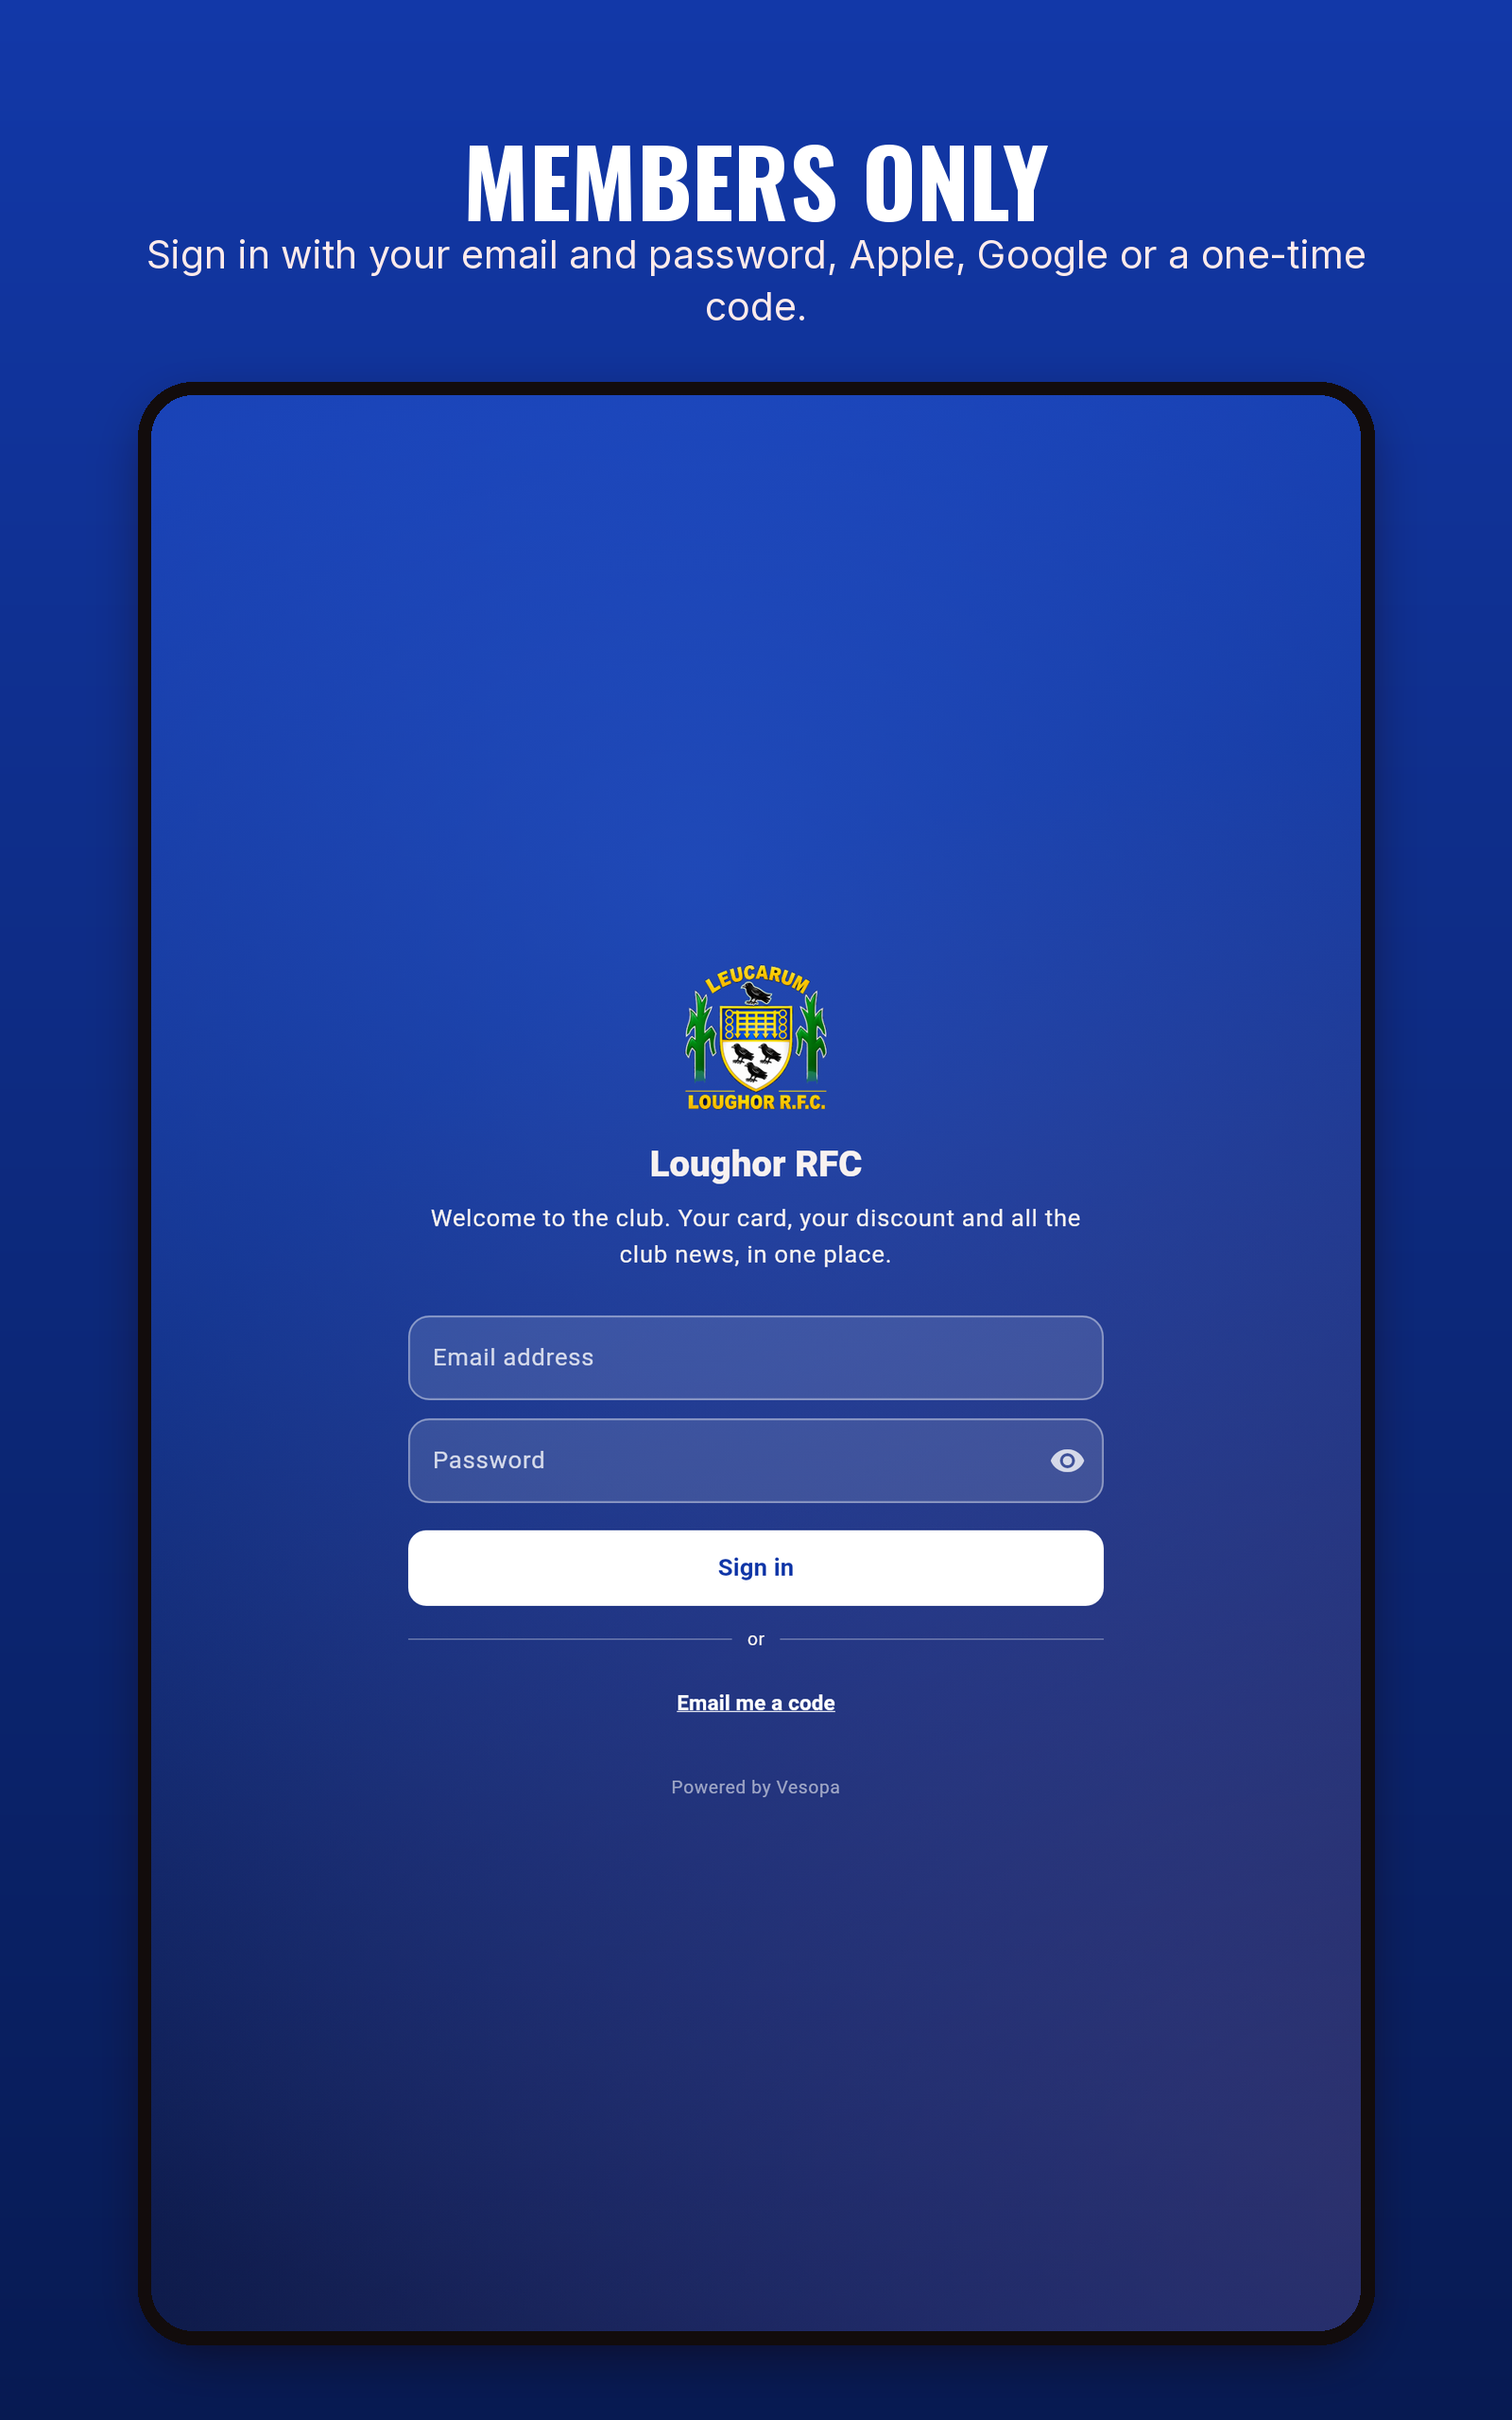 MEMBERS ONLY
Sign in with your email and password, Apple, Google or a one-time
code.
LEUCARUM
LOUGHOR R.F.C.
Loughor RFC
Welcome to the club. Your card, your discount and all the
club news, in one place.
Email address
Password
Sign in
or
Email me a code
Powered by Vesopa